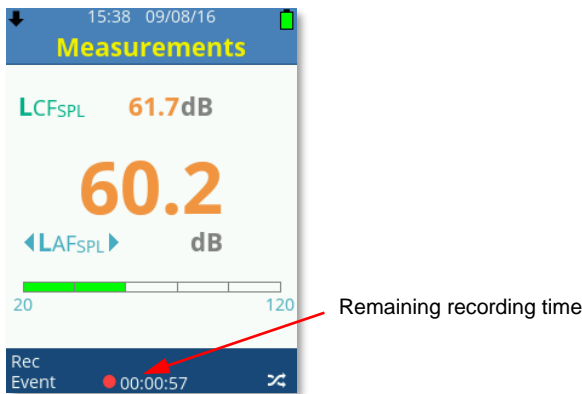 15:38 09/08/16
Measurements
LCFSPL 61.7dB
60.2
LAFSPL dB
20 120
Remaining recording time
Rec
Event 00:00:57